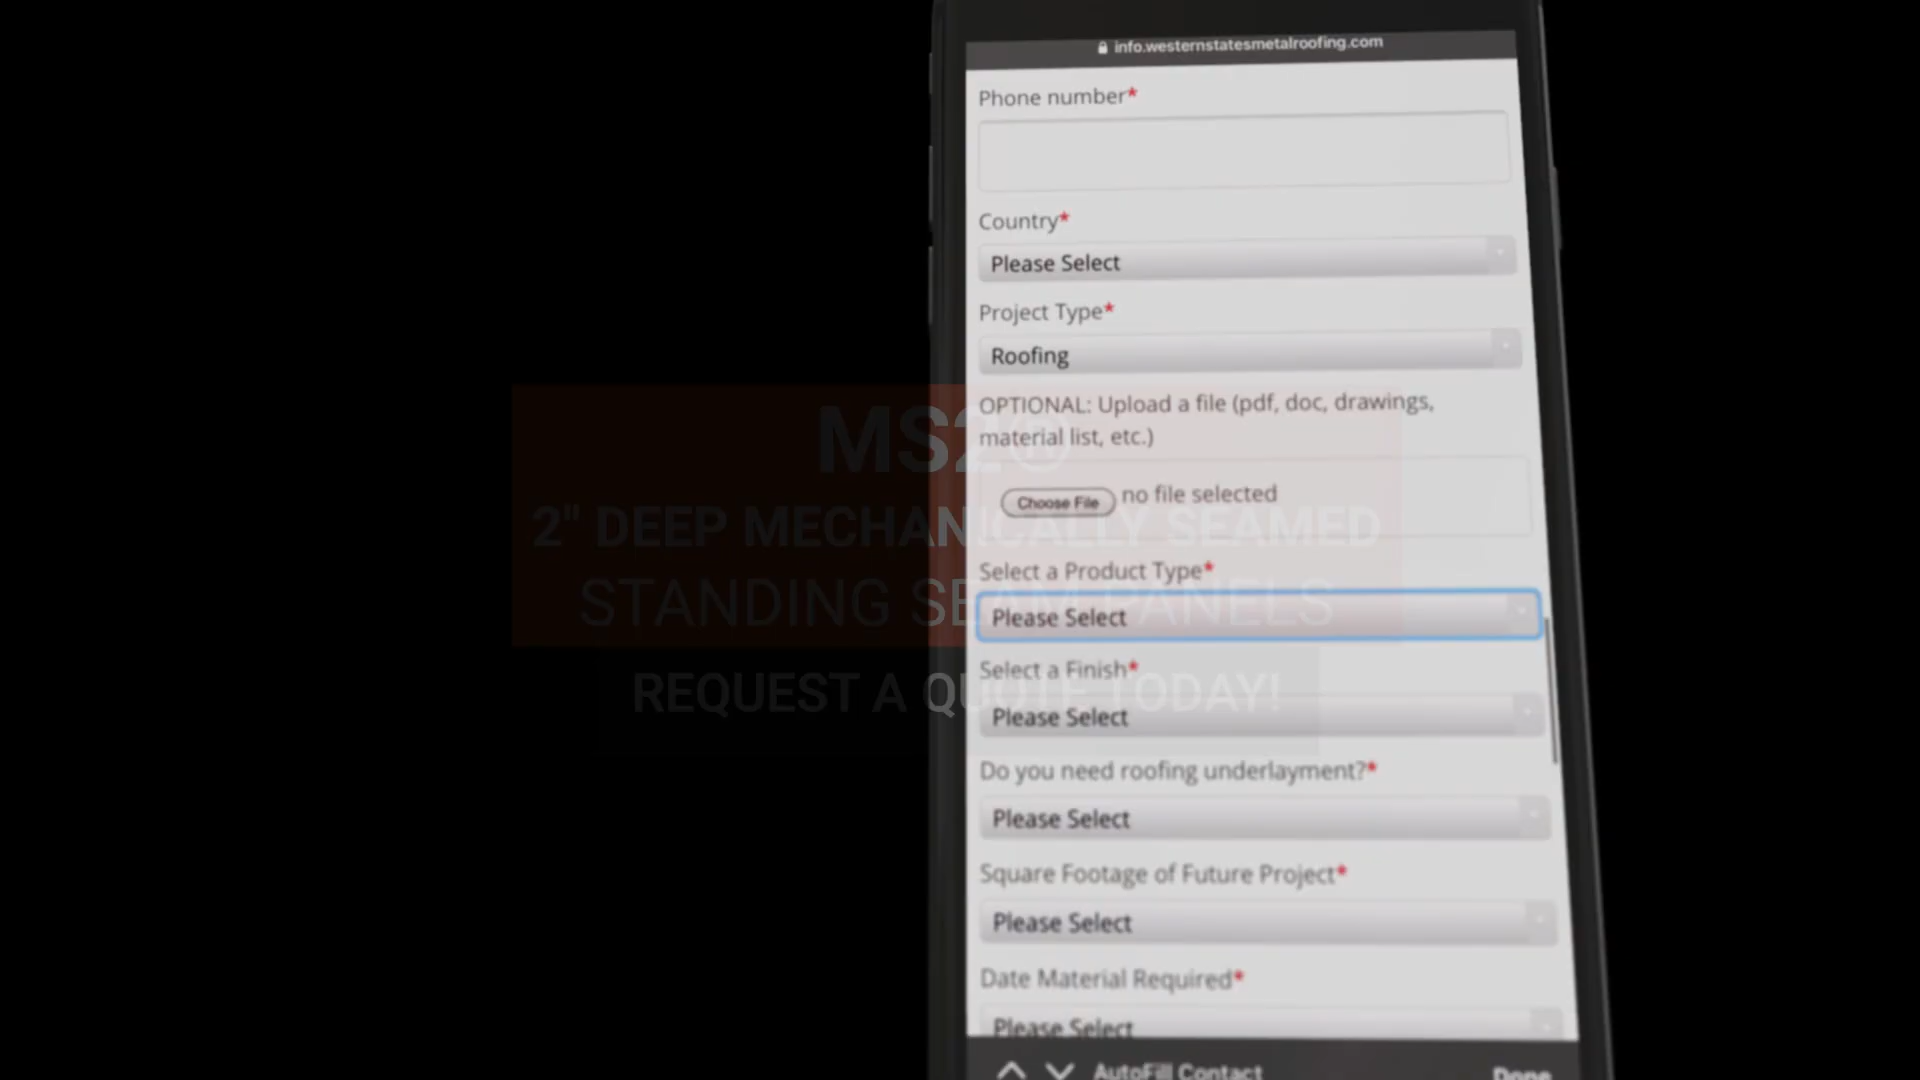 info.westernstatesmetalroofing.com
Phone number*
Country*
Please Select
Project Type*
Roofing
OPTIONAL: Upload a file (pdf, doc, drawings,
material list, etc.)
Choose File no file selected
Select a Product Type*
Please Select
Select a Finish*
Please Select
Do you need roofing underlayment?*
Please Select
Square Footage of Future Project*
Please Select
Date Material Required*
Please Select
AutoFill Contact Done
MS2®
2" DEEP MECHANICALLY SEAMED
STANDING SEAM PANELS
REQUEST A QUOTE TODAY!